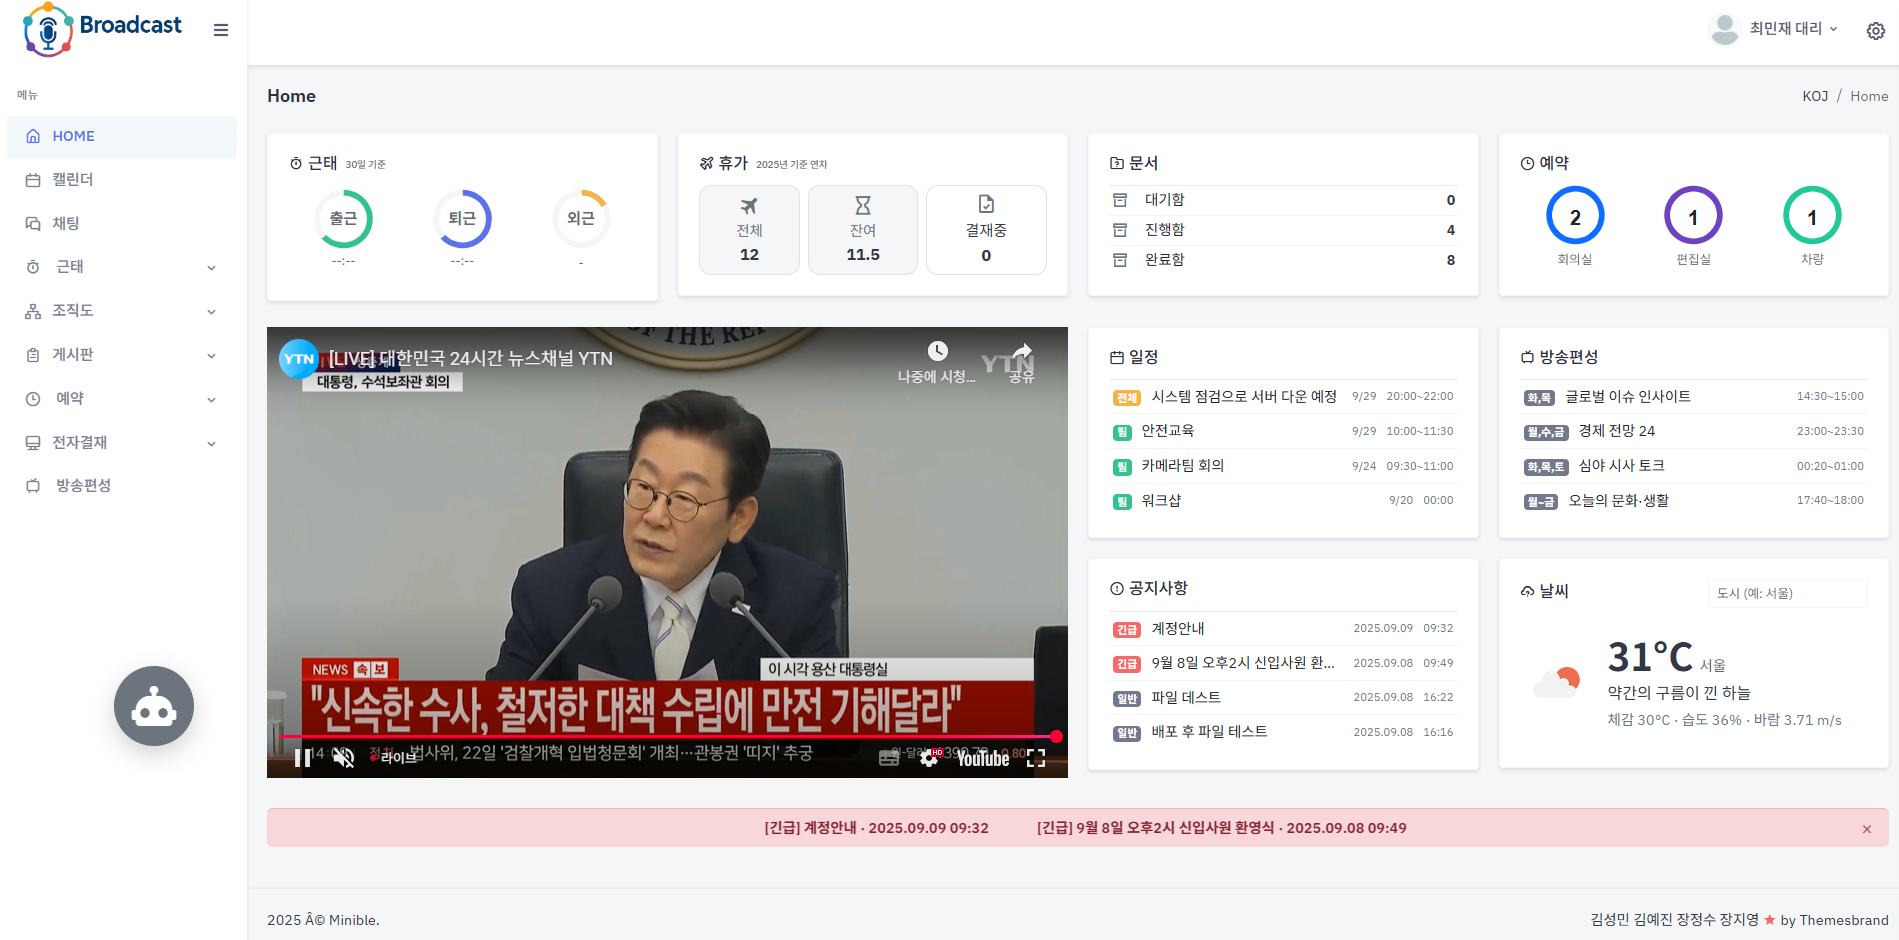 Broadcast
최민재 대리
메뉴
HOME
캘린더
채팅
근태
조직도
게시판
예약
전자결재
방송편성
Home
KOJ / Home
근태 30일 기준
출근
퇴근
외근
--:--
--:--
-
휴가 2025년 기준 연차
전체
12
잔여
11.5
결재중
0
문서
대기함 0
진행함 4
완료함 8
예약
2
1
1
회의실
편집실
차량
YTN
[LIVE] 대한민국 24시간 뉴스채널 YTN
나중에 시청...
공유
YTN
대통령, 수석보좌관 회의
NEWS 속보
이 시각 용산 대통령실
"신속한 수사, 철저한 대책 수립에 만전 기해달라"
법사위, 22일 '검찰개혁 입법청문회' 개최…관봉권 '띠지' 추궁
라이브
HD
YouTube
일정
전체 시스템 점검으로 서버 다운 예정 9/29 20:00~22:00
팀 안전교육 9/29 10:00~11:30
팀 카메라팀 회의 9/24 09:30~11:00
팀 워크샵 9/20 00:00
방송편성
화,목 글로벌 이슈 인사이트 14:30~15:00
월,수,금 경제 전망 24 23:00~23:30
화,목,토 심야 시사 토크 00:20~01:00
월~금 오늘의 문화·생활 17:40~18:00
공지사항
긴급 계정안내 2025.09.09 09:32
긴급 9월 8일 오후2시 신입사원 환... 2025.09.08 09:49
일반 파일 데스트 2025.09.08 16:22
일반 배포 후 파일 테스트 2025.09.08 16:16
날씨
도시 (예: 서울)
31°C 서울
약간의 구름이 낀 하늘
체감 30°C · 습도 36% · 바람 3.71 m/s
[긴급] 계정안내 · 2025.09.09 09:32 [긴급] 9월 8일 오후2시 신입사원 환영식 · 2025.09.08 09:49
2025 Â© Minible.
김성민 김예진 장정수 장지영 ★ by Themesbrand